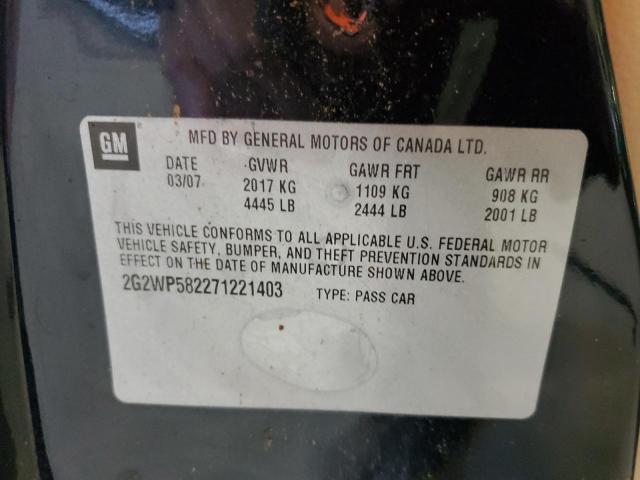 GM
MFD BY GENERAL MOTORS OF CANADA LTD.
DATE GVWR GAWR FRT GAWR RR
03/07 2017 KG 1109 KG 908 KG
4445 LB 2444 LB 2001 LB
THIS VEHICLE CONFORMS TO ALL APPLICABLE U.S. FEDERAL MOTOR
VEHICLE SAFETY, BUMPER, AND THEFT PREVENTION STANDARDS IN
EFFECT ON THE DATE OF MANUFACTURE SHOWN ABOVE.
2G2WP582271221403 TYPE: PASS CAR